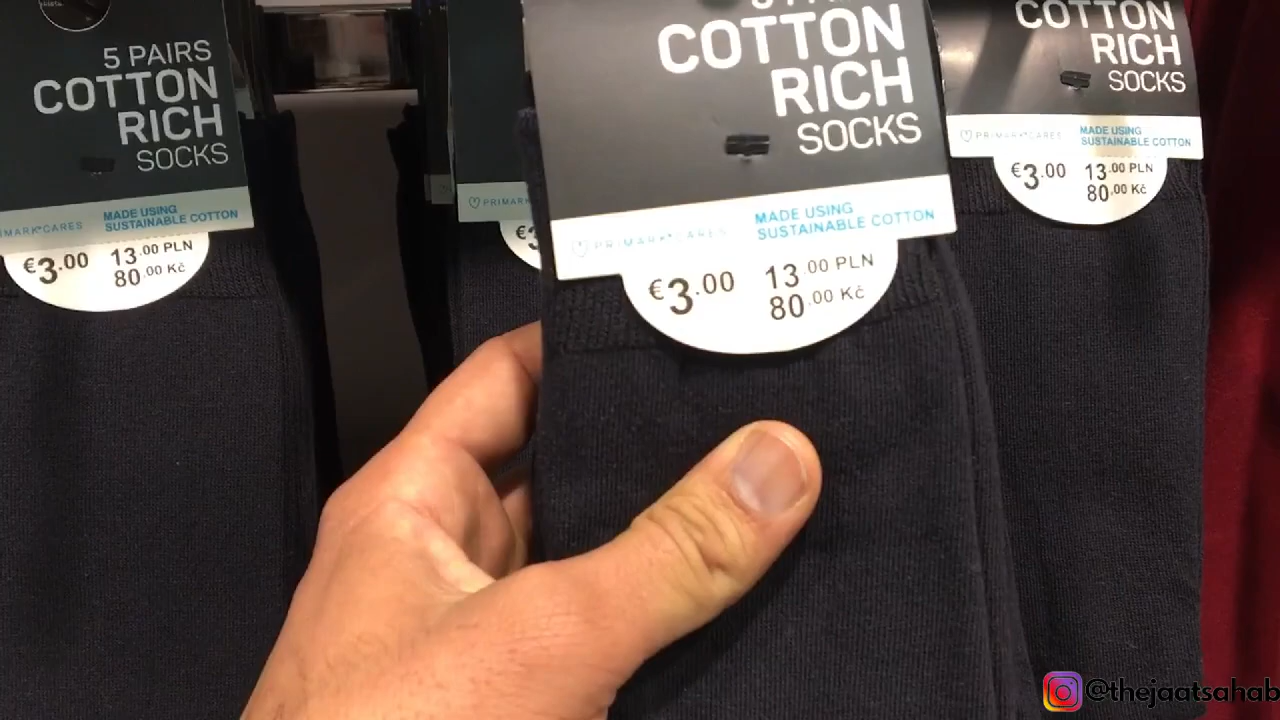 5 PAIRS
COTTON
RICH
SOCKS
PRIMARK CARES
MADE USING
SUSTAINABLE COTTON
€3.00
13.00 PLN
80.00 Kč
PRIMARK
COTTON
RICH
SOCKS
PRIMARK CARES
MADE USING
SUSTAINABLE COTTON
€3.00
13.00 PLN
80.00 Kč
COTTON
RICH
SOCKS
PRIMARK CARES
MADE USING
SUSTAINABLE COTTON
€3.00
13.00 PLN
80.00 Kč
@thejaatsahab